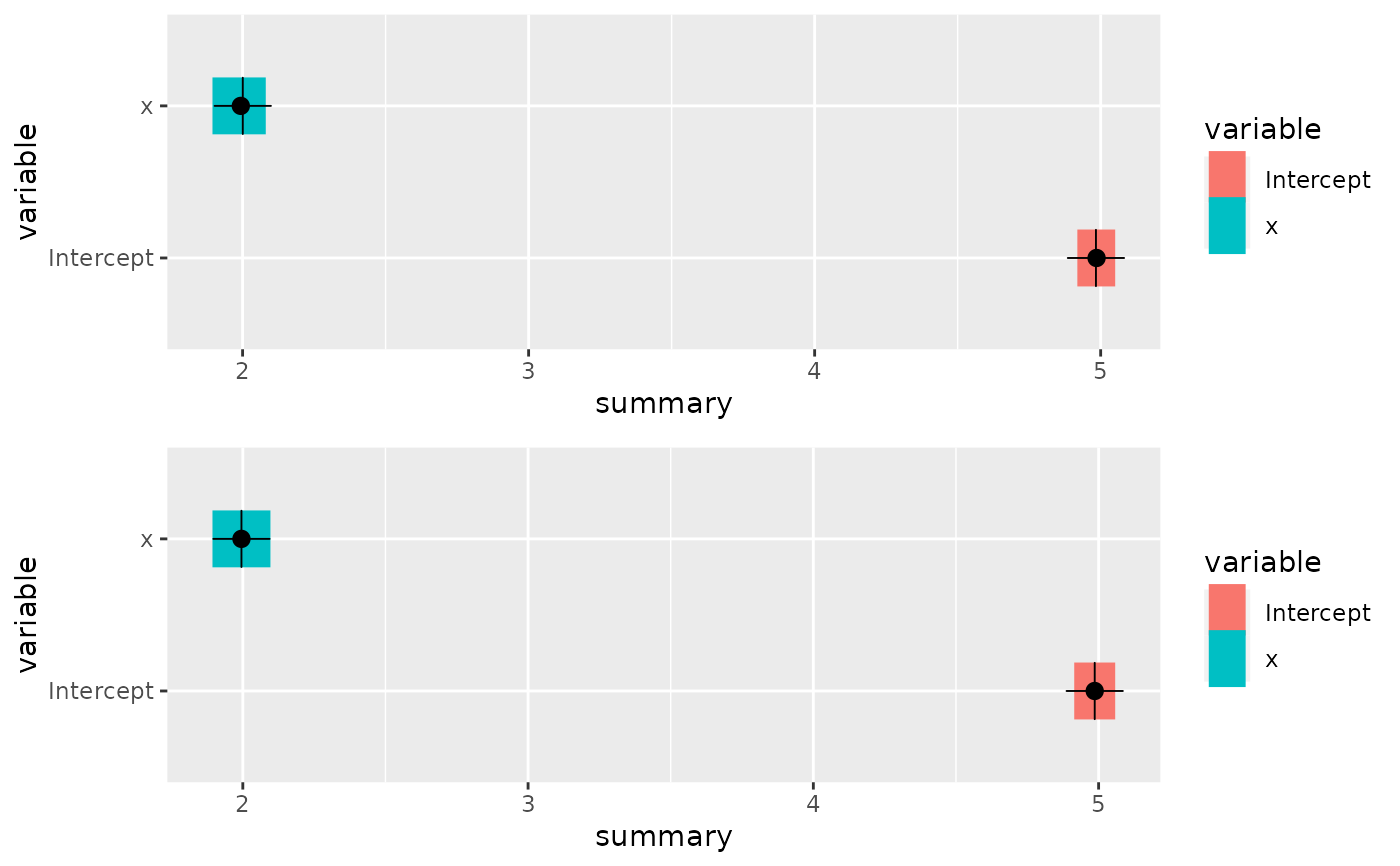 variable
x
Intercept
2 3 4 5
summary
variable
Intercept
x
variable
x
Intercept
2 3 4 5
summary
variable
Intercept
x